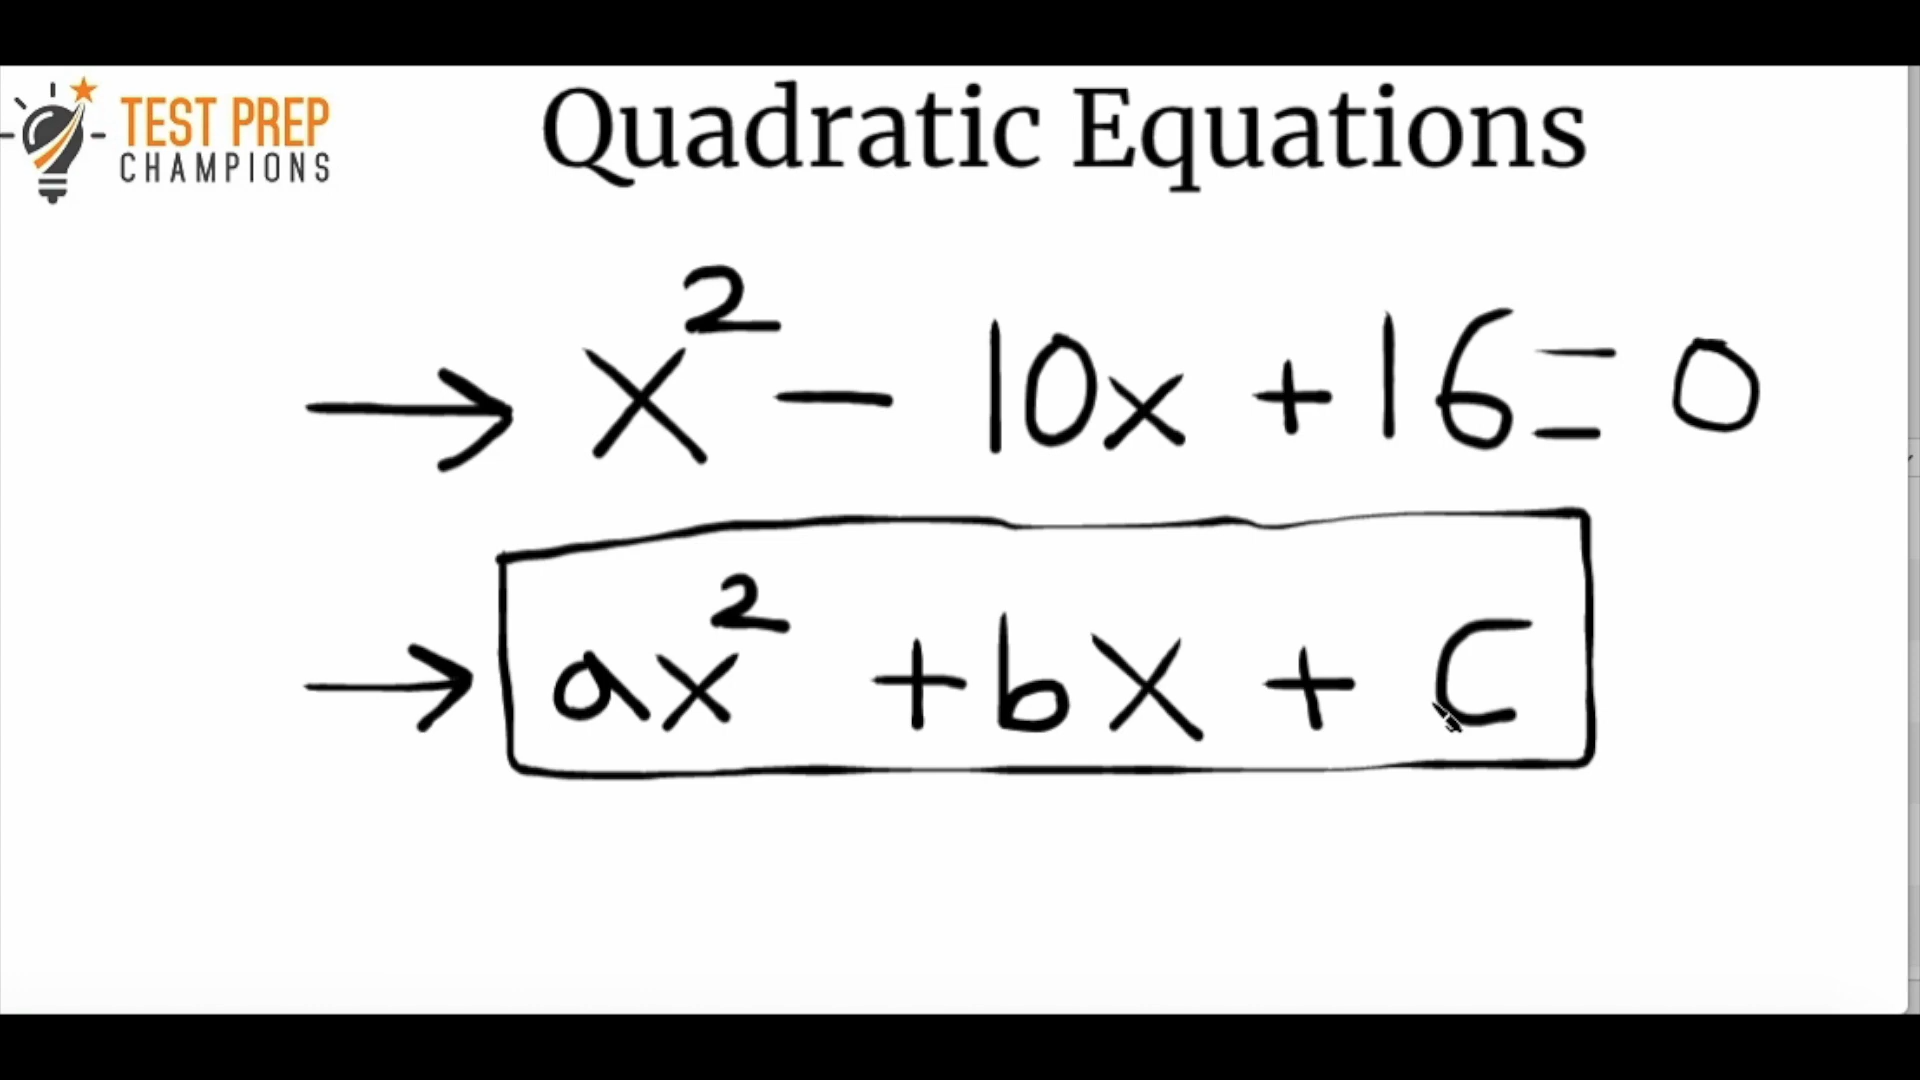 TEST PREP
CHAMPIONS
Quadratic Equations
→ x² - 10x + 16 = 0
→ ax² + bx + c